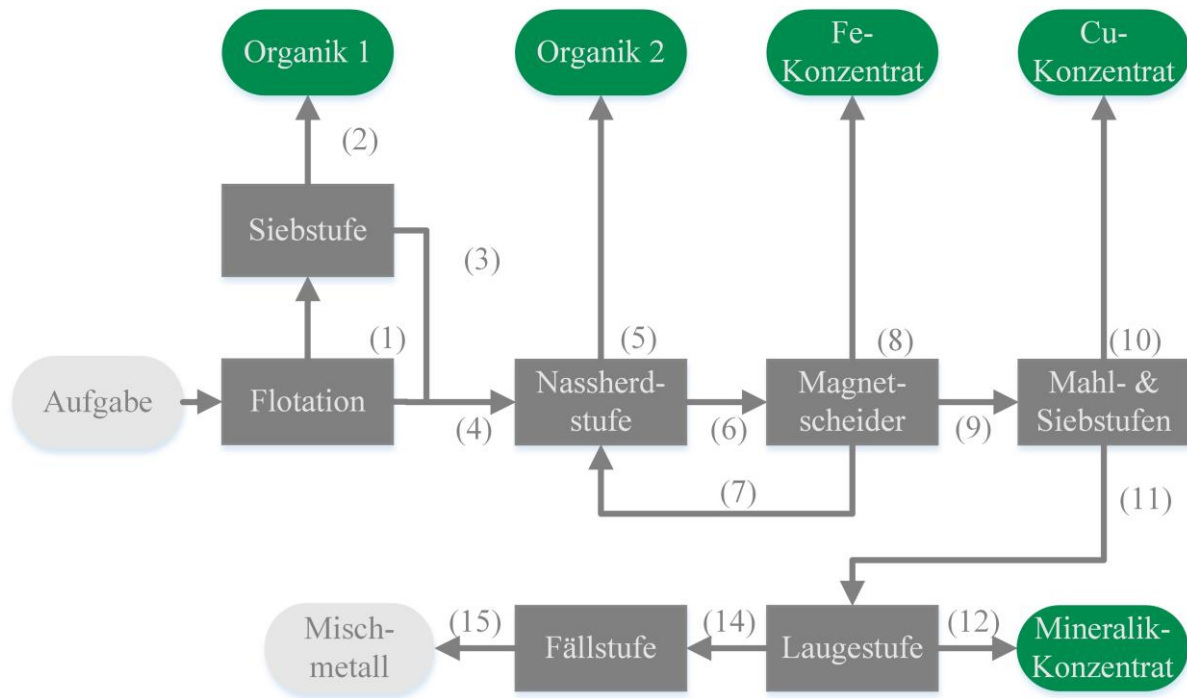 Organik 1
Organik 2
Fe-
Konzentrat
Cu-
Konzentrat
(2)
Siebstufe
(3)
(1)
(5)
(8)
(10)
Aufgabe
Flotation
(4)
Nassherd-
stufe
(6)
Magnet-
scheider
(9)
Mahl- &
Siebstufen
(7)
(11)
Misch-
metall
(15)
Fällstufe
(14)
Laugestufe
(12)
Mineralik-
Konzentrat